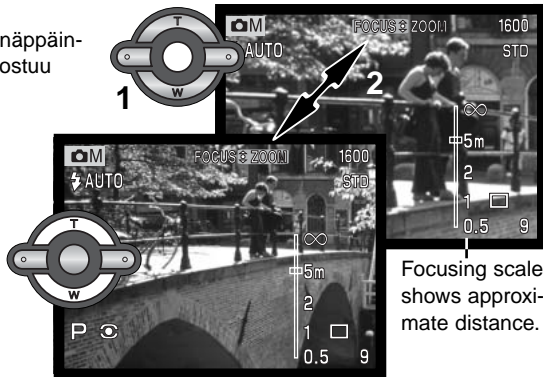 näppäin-
ostuu
T
W
1
M
FOCUS ZOOM
1600
AUTO
STD
2
∞
5m
2
1
0.5
9
M
FOCUS ZOOM
1600
AUTO
STD
∞
5m
2
1
0.5
9
P
T
W
Focusing scale
shows approxi-
mate distance.